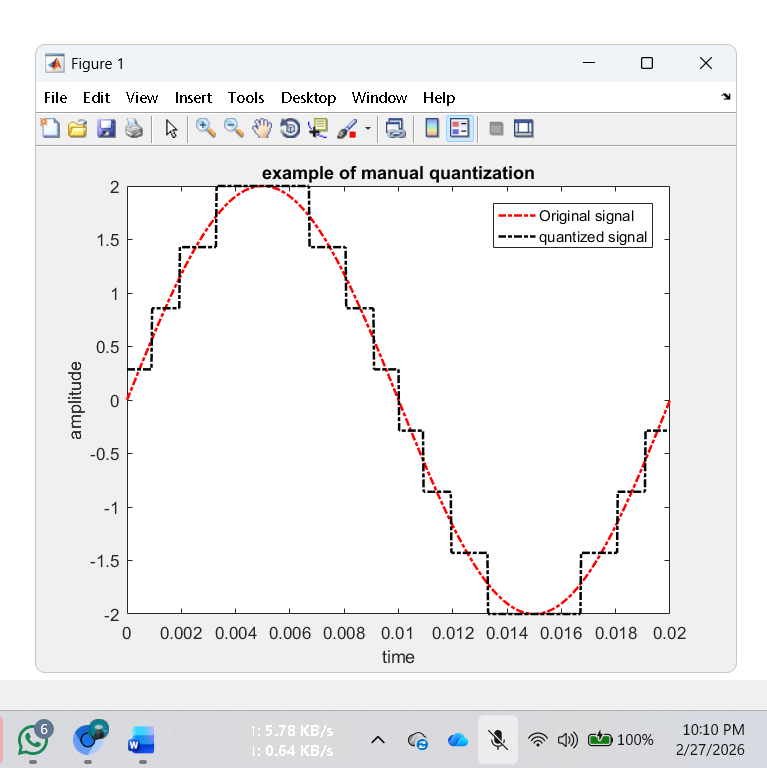 Figure 1
File Edit View Insert Tools Desktop Window Help
example of manual quantization
Original signal
quantized signal
2
1.5
1
0.5
0
-0.5
-1
-1.5
-2
amplitude
0 0.002 0.004 0.006 0.008 0.01 0.012 0.014 0.016 0.018 0.02
time
6
W
↑: 5.78 KB/s
↓: 0.64 KB/s
100%
10:10 PM
2/27/2026